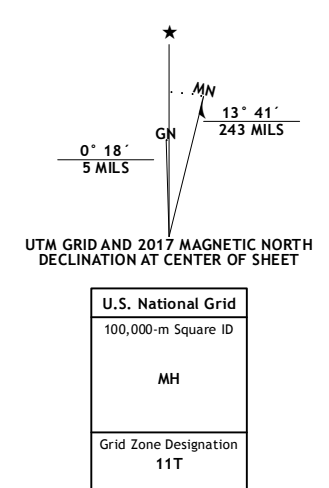 MN
GN
13° 41´
243 MILS
0° 18´
5 MILS
UTM GRID AND 2017 MAGNETIC NORTH
DECLINATION AT CENTER OF SHEET
U.S. National Grid
100,000-m Square ID
MH
Grid Zone Designation
11T